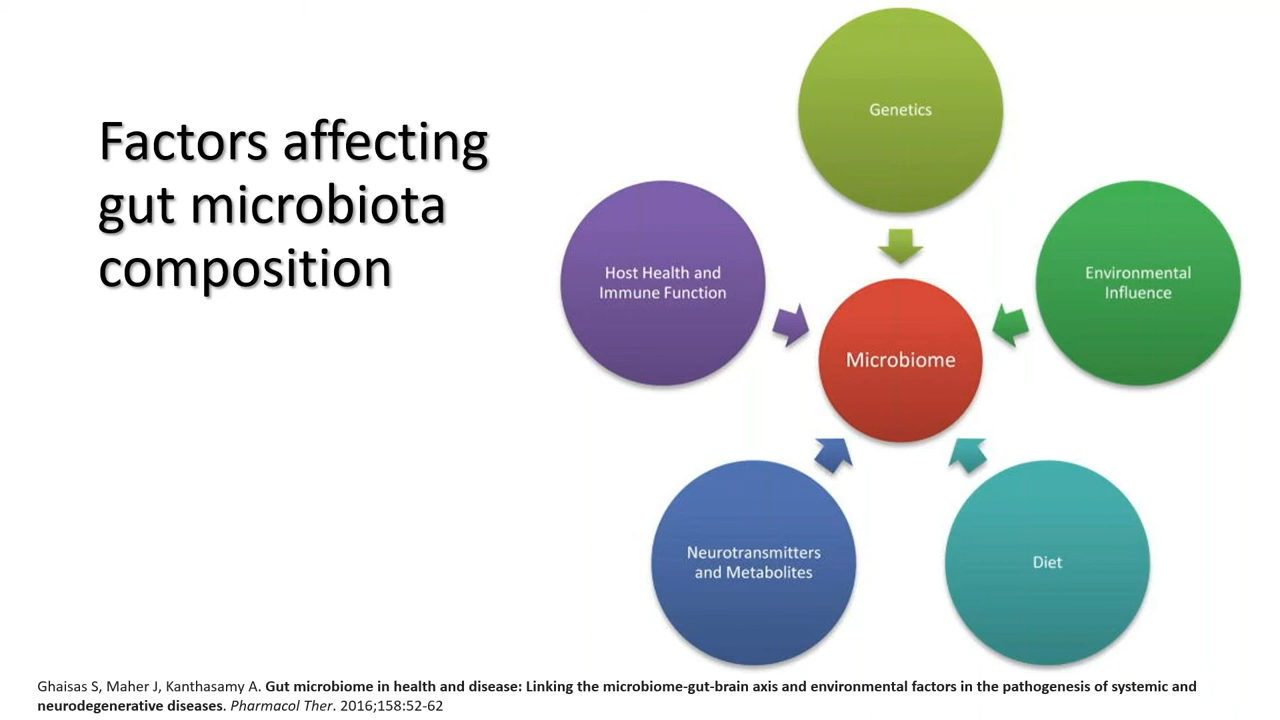 Factors affecting
gut microbiota
composition
Genetics
Host Health and
Immune Function
Environmental
Influence
Microbiome
Neurotransmitters
and Metabolites
Diet
Ghaisas S, Maher J, Kanthasamy A. Gut microbiome in health and disease: Linking the microbiome-gut-brain axis and environmental factors in the pathogenesis of systemic and
neurodegenerative diseases. Pharmacol Ther. 2016;158:52-62